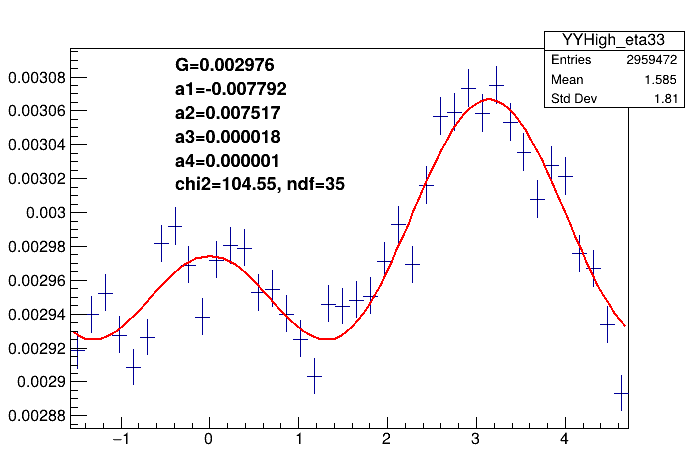 YYHigh_eta33
Entries 2959472
Mean 1.585
Std Dev 1.81
G=0.002976
a1=-0.007792
a2=0.007517
a3=0.000018
a4=0.000001
chi2=104.55, ndf=35
0.00308
0.00306
0.00304
0.00302
0.003
0.00298
0.00296
0.00294
0.00292
0.0029
0.00288
−1 0 1 2 3 4